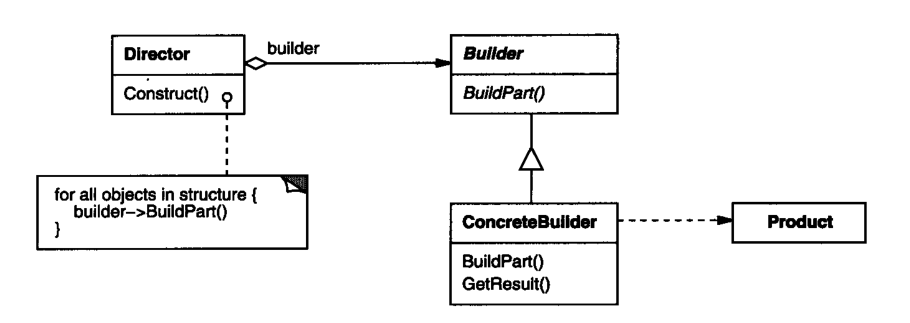 Director
Construct()
builder
Builder
BuildPart()
for all objects in structure {
builder->BuildPart()
}
ConcreteBuilder
BuildPart()
GetResult()
Product